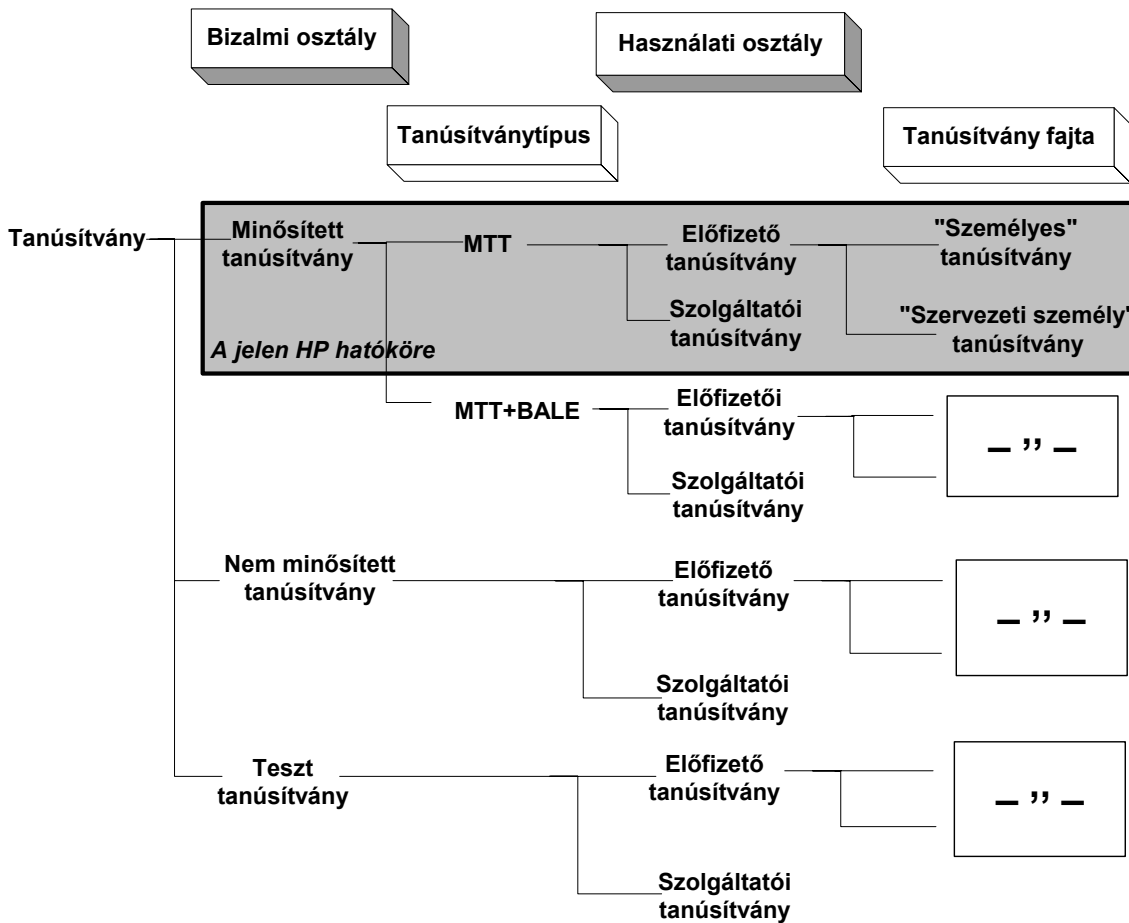 Bizalmi osztály
Használati osztály
Tanúsítványtípus
Tanúsítvány fajta
Tanúsítvány
Minősített
tanúsítvány
MTT
Előfizető
tanúsítvány
"Személyes"
tanúsítvány
Szolgáltatói
tanúsítvány
"Szervezeti személy"
tanúsítvány
A jelen HP hatóköre
MTT+BALE
Előfizetői
tanúsítvány
– ” –
Szolgáltatói
tanúsítvány
Nem minősített
tanúsítvány
Előfizető
tanúsítvány
– ” –
Szolgáltatói
tanúsítvány
Teszt
tanúsítvány
Előfizető
tanúsítvány
– ” –
Szolgáltatói
tanúsítvány